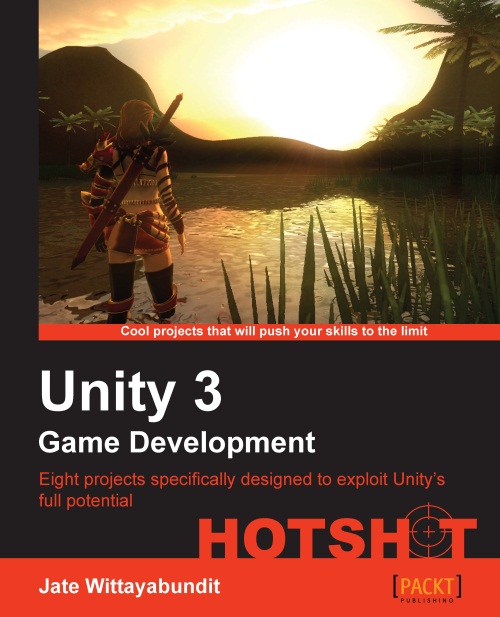 Cool projects that will push your skills to the limit
Unity 3
Game Development
Eight projects specifically designed to exploit Unity's
full potential
HOTSHOT
Jate Wittayabundit
[PACKT]
PUBLISHING